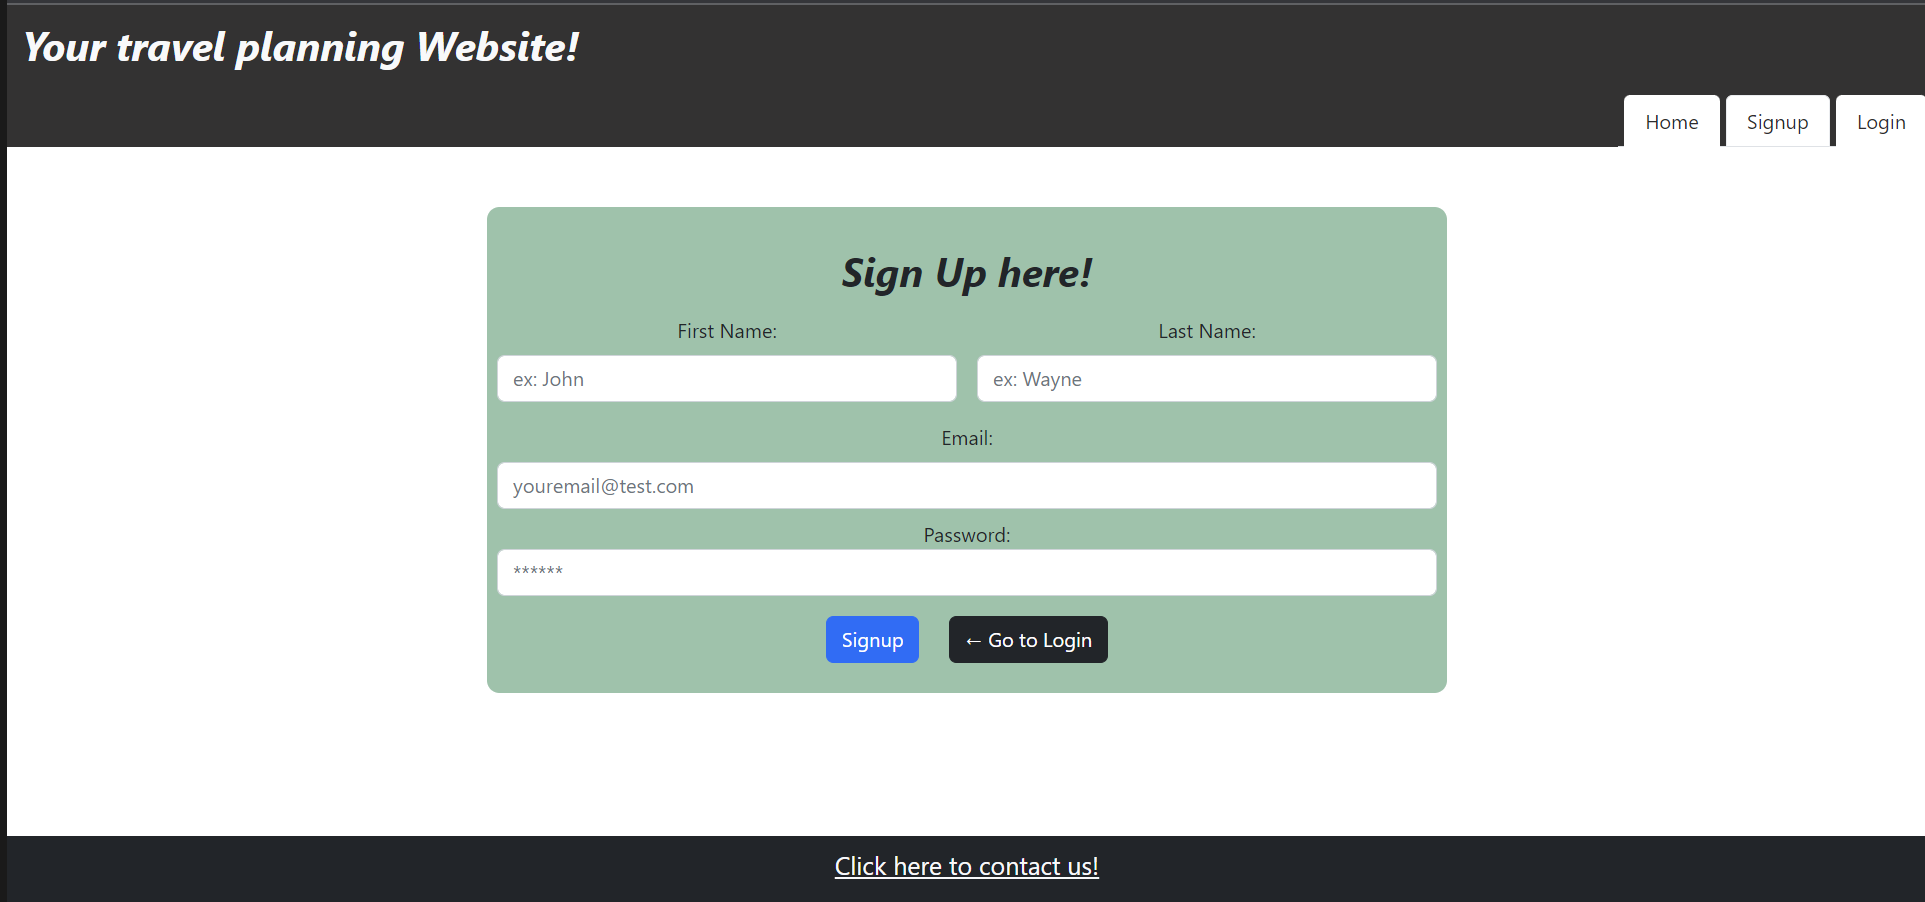 Your travel planning Website!
Home Signup Login
Sign Up here!
First Name: Last Name:
ex: John ex: Wayne
Email:
youremail@test.com
Password:
******
Signup ← Go to Login
Click here to contact us!